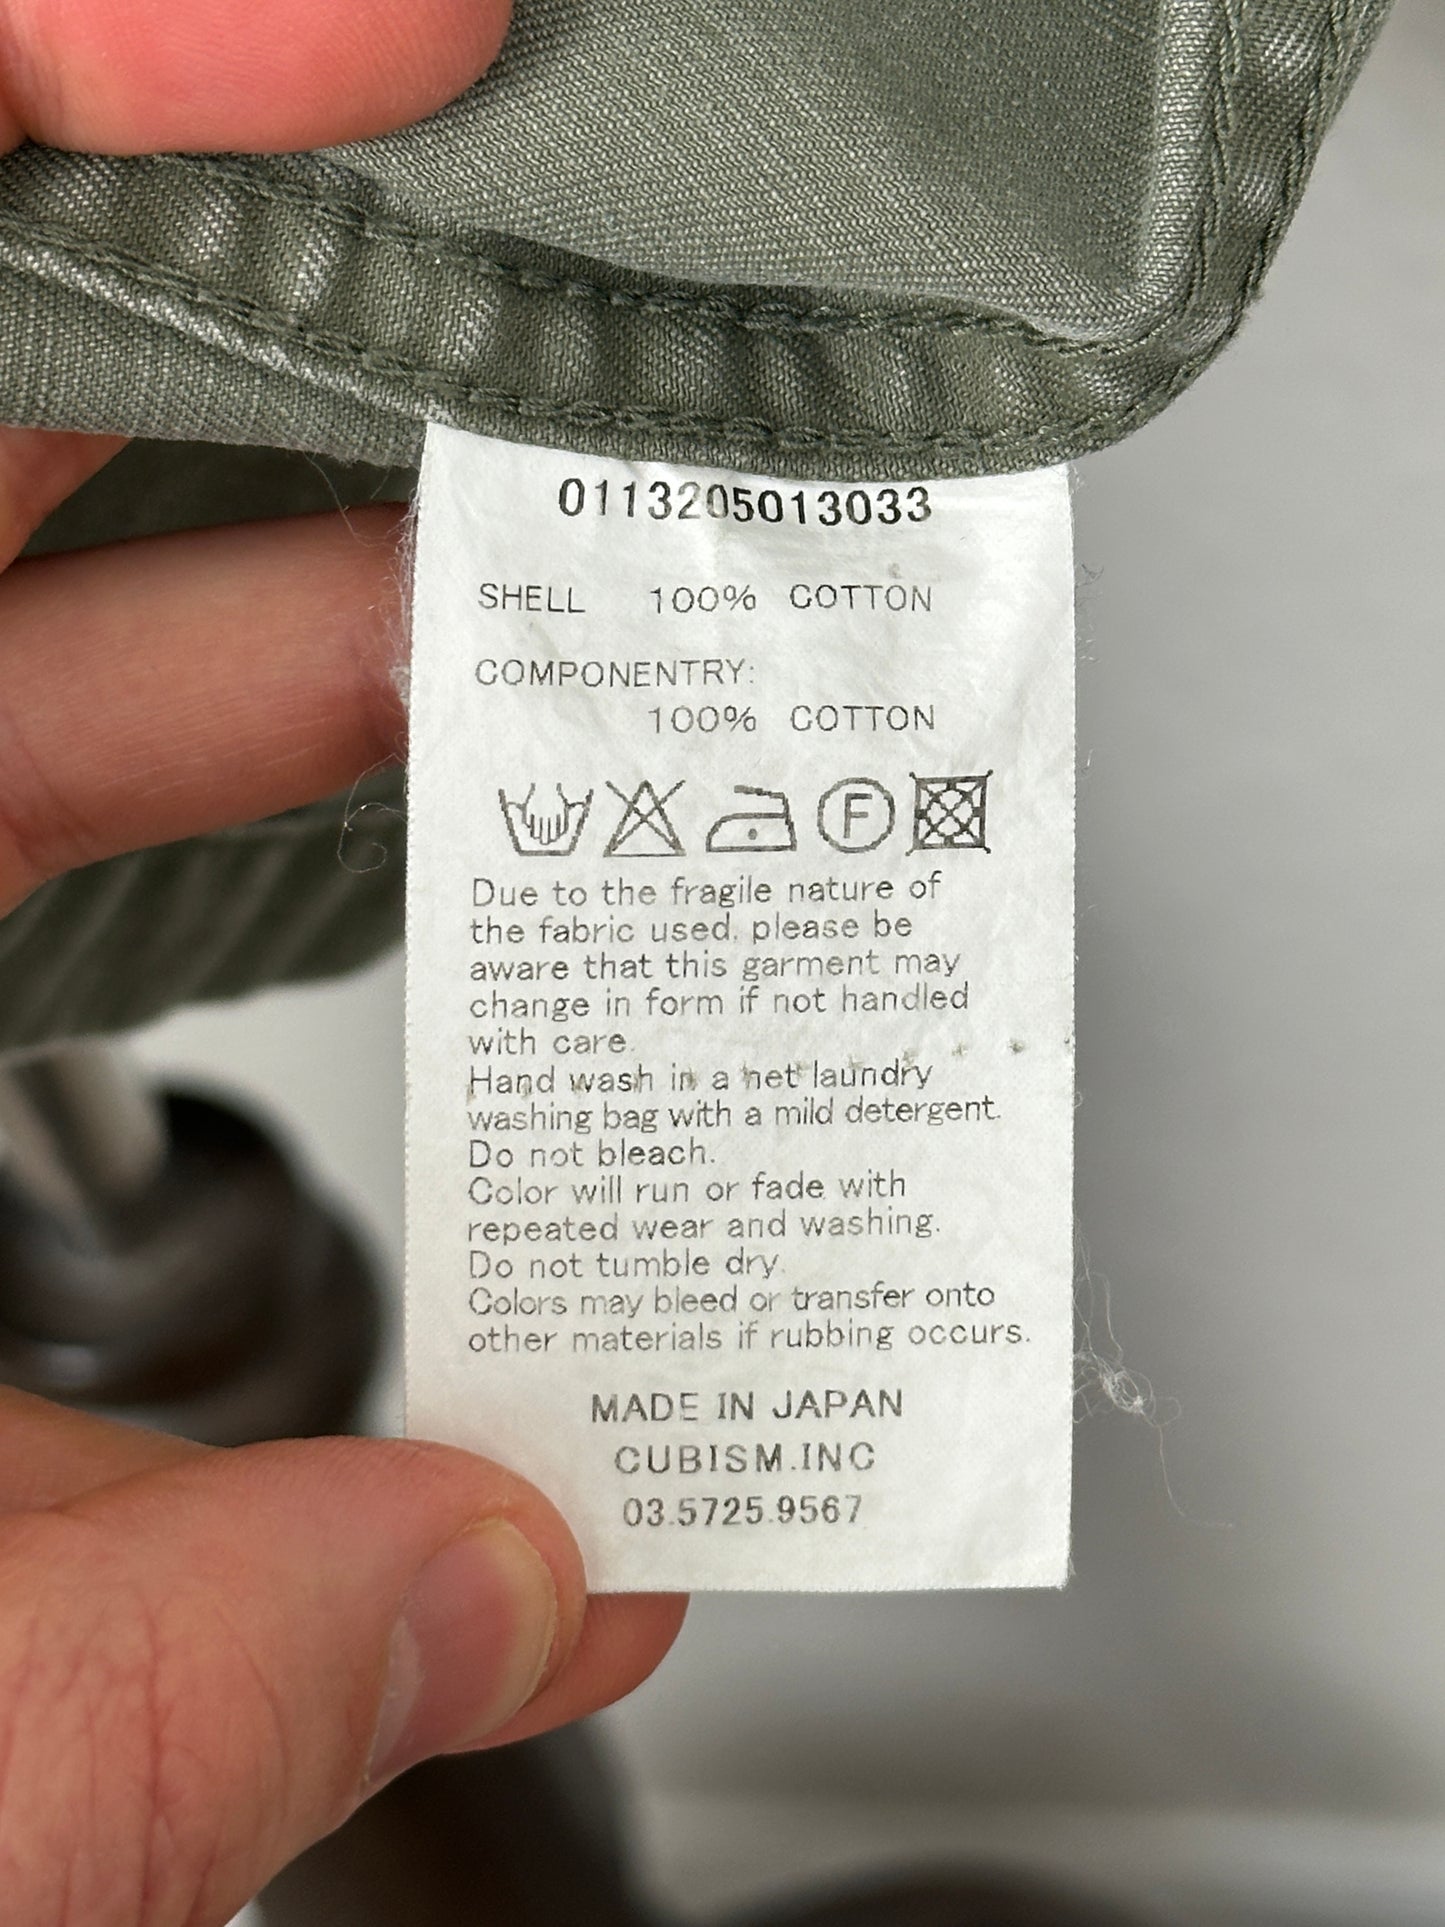 0113205013033
SHELL 100% COTTON
COMPONENTRY:
100% COTTON
F
Due to the fragile nature of
the fabric used, please be
aware that this garment may
change in form if not handled
with care.
Hand wash in a net laundry
washing bag with a mild detergent.
Do not bleach.
Color will run or fade with
repeated wear and washing.
Do not tumble dry.
Colors may bleed or transfer onto
other materials if rubbing occurs.
MADE IN JAPAN
CUBISM.INC
03.5725.9567